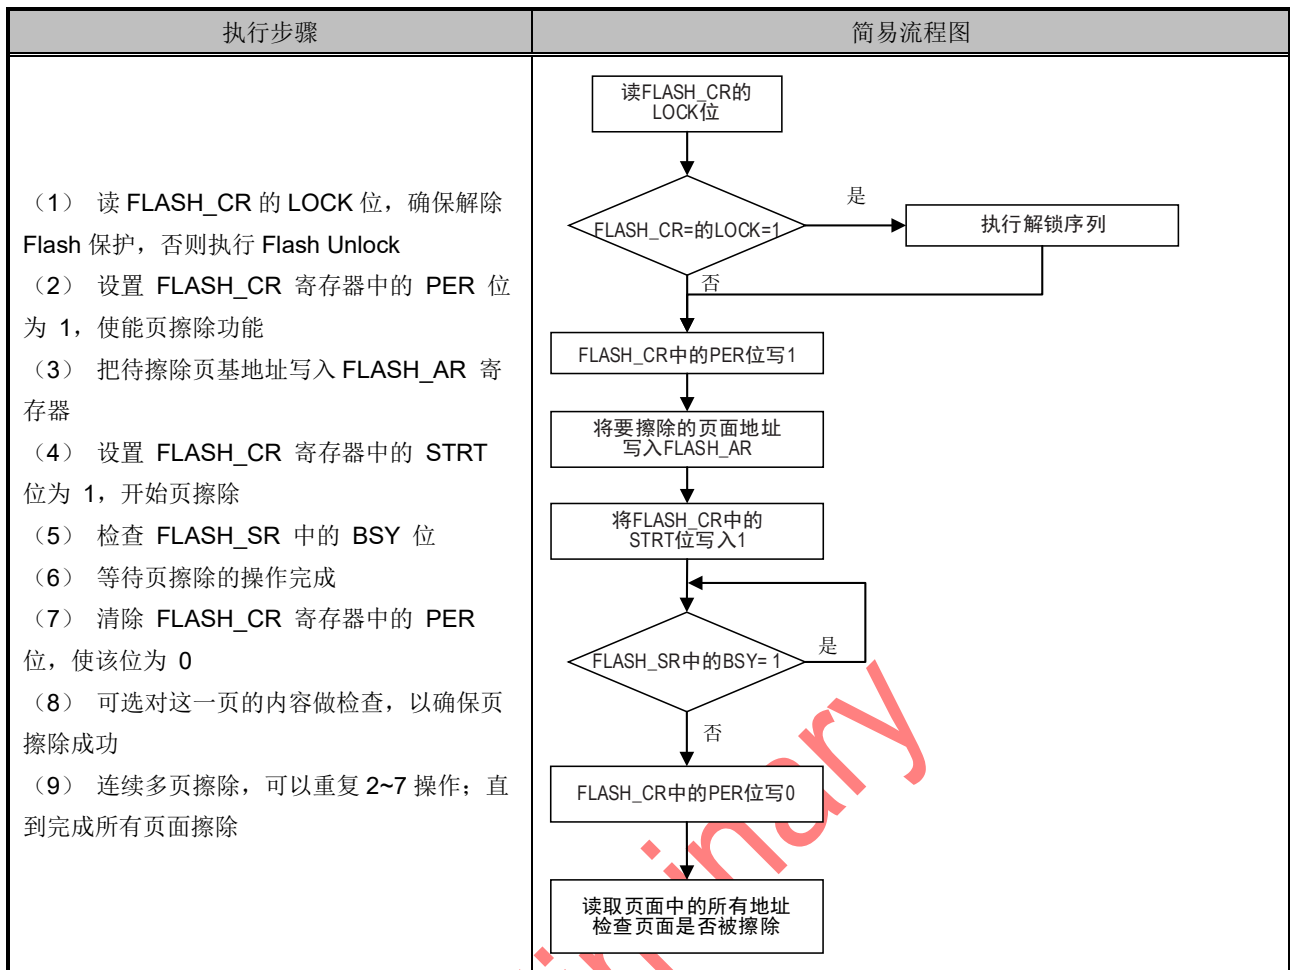 执行步骤
简易流程图
（1） 读 FLASH_CR 的 LOCK 位，确保解除
Flash 保护，否则执行 Flash Unlock
（2） 设置 FLASH_CR 寄存器中的 PER 位
为 1，使能页擦除功能
（3） 把待擦除页基地址写入 FLASH_AR 寄
存器
（4） 设置 FLASH_CR 寄存器中的 STRT
位为 1，开始页擦除
（5） 检查 FLASH_SR 中的 BSY 位
（6） 等待页擦除的操作完成
（7） 清除 FLASH_CR 寄存器中的 PER
位，使该位为 0
（8） 可选对这一页的内容做检查，以确保页
擦除成功
（9） 连续多页擦除，可以重复 2~7 操作；直
到完成所有页面擦除
读FLASH_CR的
LOCK位
FLASH_CR=的LOCK=1
是
执行解锁序列
否
FLASH_CR中的PER位写1
将要擦除的页面地址
写入FLASH_AR
将FLASH_CR中的
STRT位写入1
FLASH_SR中的BSY= 1
是
否
FLASH_CR中的PER位写0
读取页面中的所有地址
检查页面是否被擦除
inary